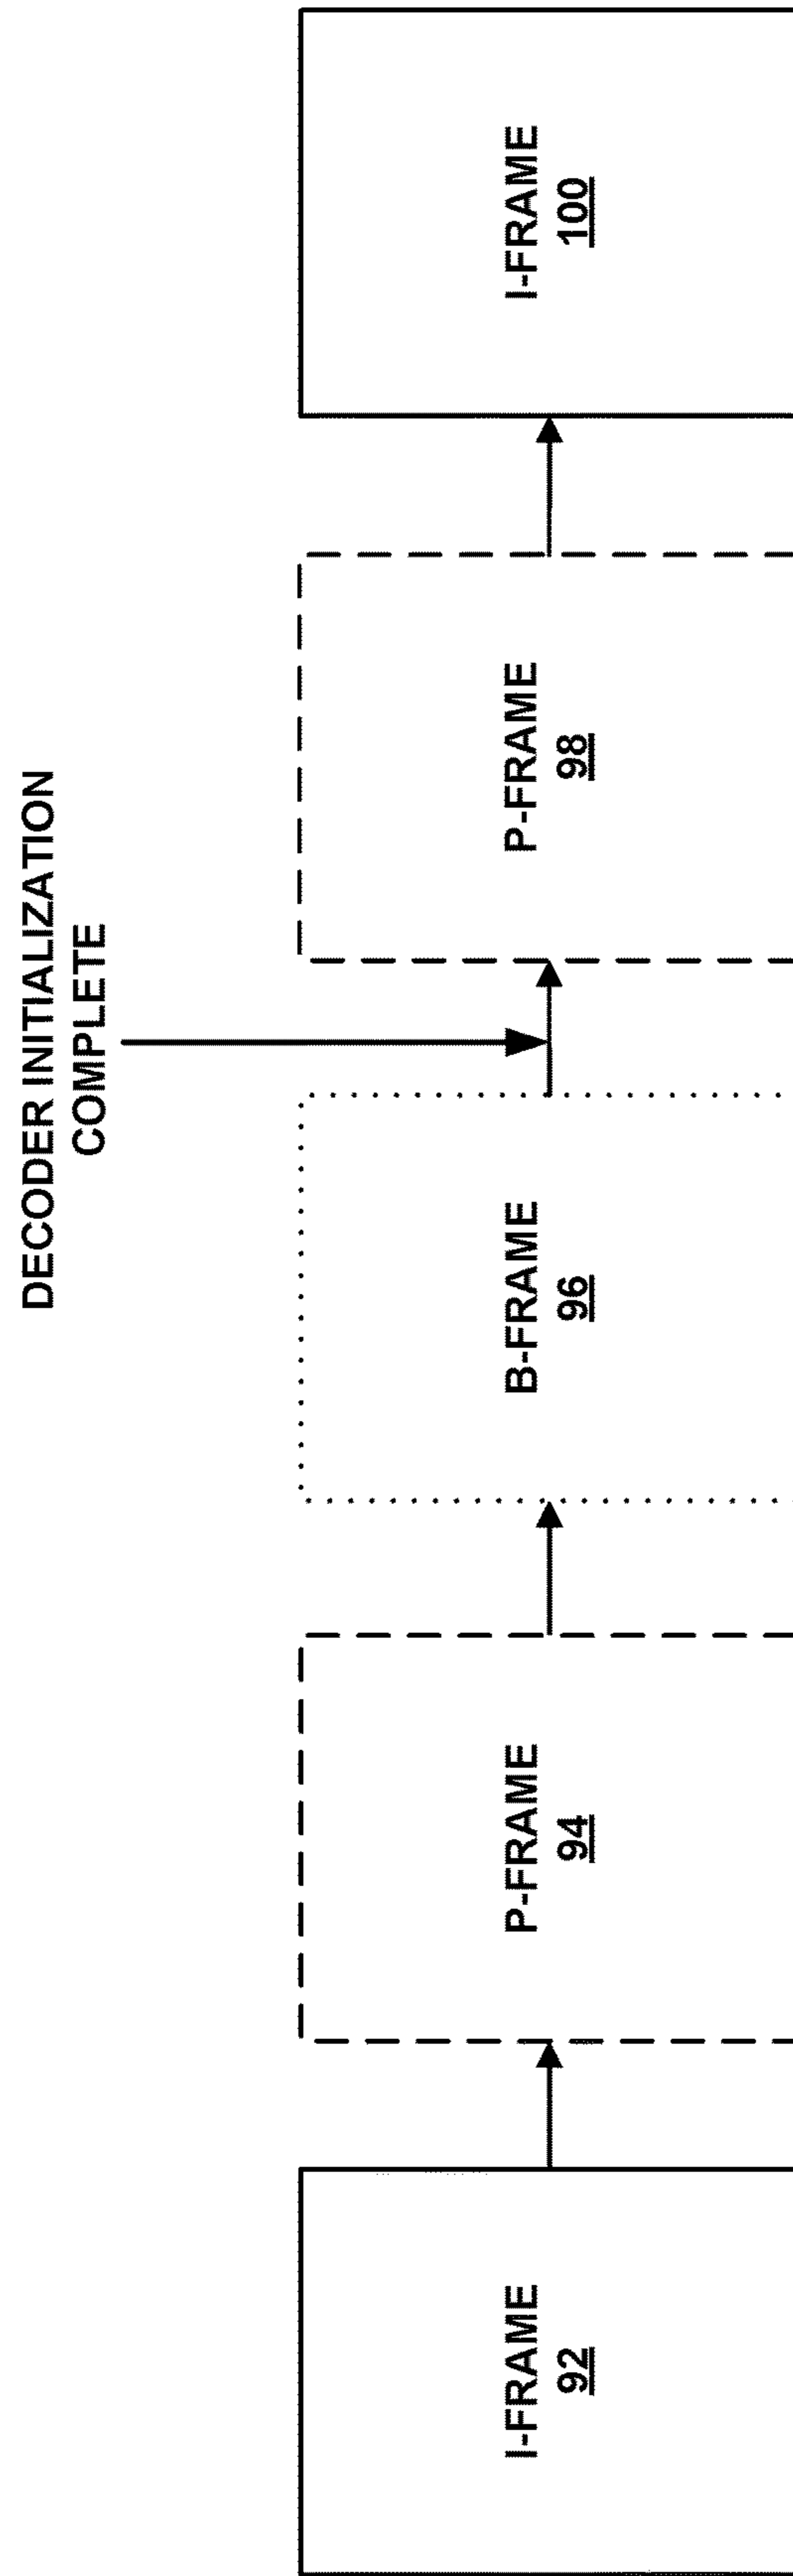 DECODER INITIALIZATION
COMPLETE
I-FRAME
92
P-FRAME
94
B-FRAME
96
P-FRAME
98
I-FRAME
100